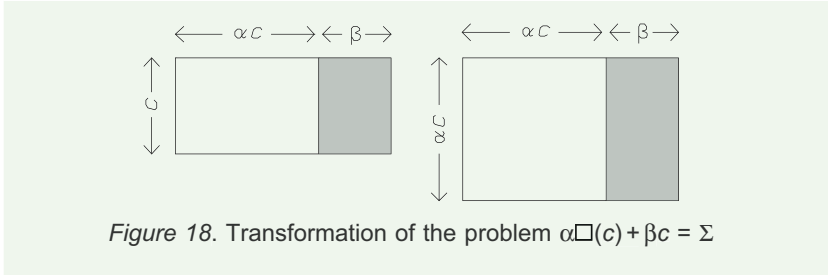 αc β
c
αc β
αc
Figure 18. Transformation of the problem α□(c) + βc = Σ